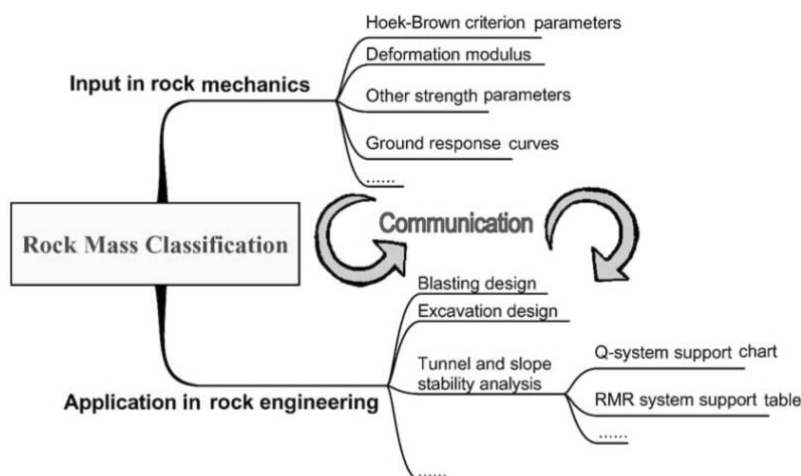 Hoek-Brown criterion parameters
Deformation modulus
Input in rock mechanics
Other strength parameters
Ground response curves
......
Communication
Rock Mass Classification
Blasting design
Excavation design
Tunnel and slope
stability analysis
Q-system support chart
RMR system support table
......
Application in rock engineering
......